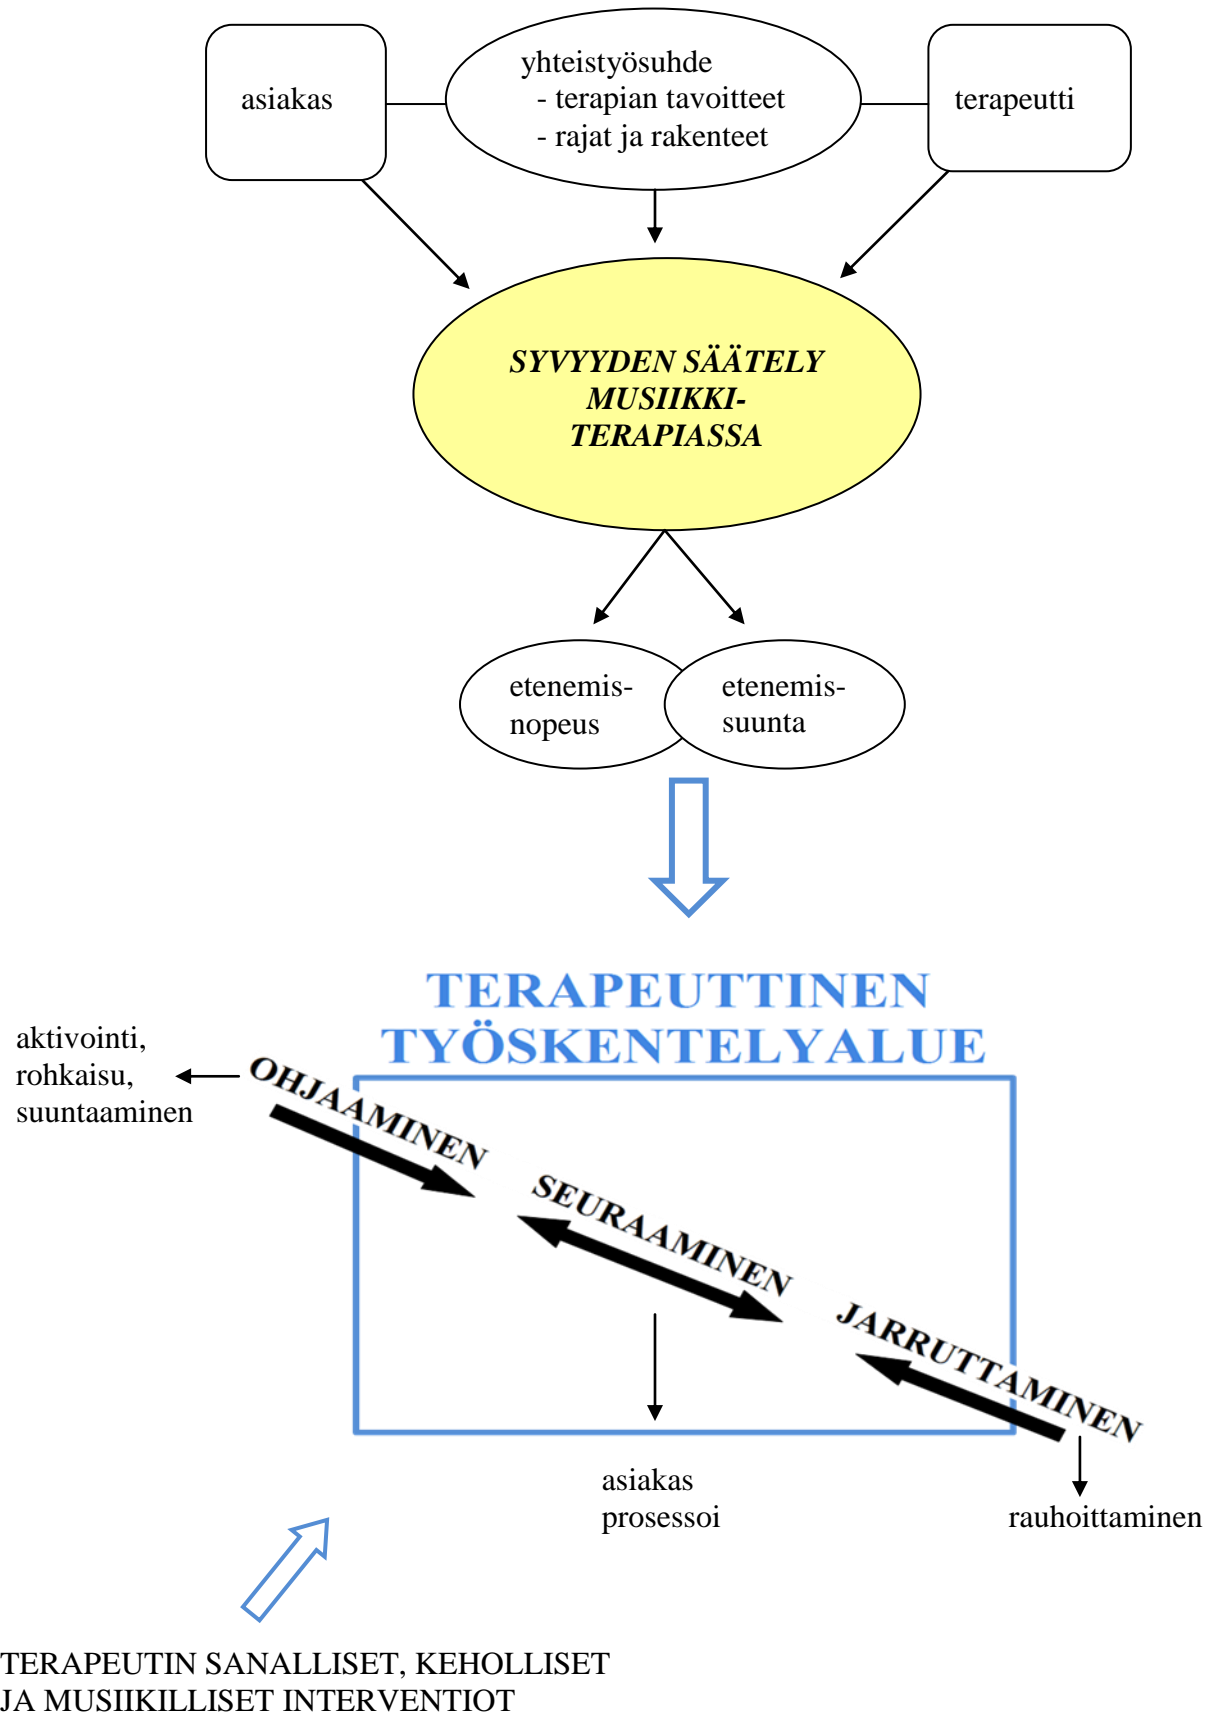 asiakas
yhteistyösuhde
- terapian tavoitteet
- rajat ja rakenteet
terapeutti
SYVYYDEN SÄÄTELY
MUSIIKKI-
TERAPIASSA
etenemis-
nopeus
etenemis-
suunta
TERAPEUTTINEN
TYÖSKENTELYALUE
aktivointi,
rohkaisu,
suuntaaminen
OHJAAMINEN
SEURAAMINEN
JARRUTTAMINEN
asiakas
prosessoi
rauhoittaminen
TERAPEUTIN SANALLISET, KEHOLLISET
JA MUSIIKILLISET INTERVENTIOT